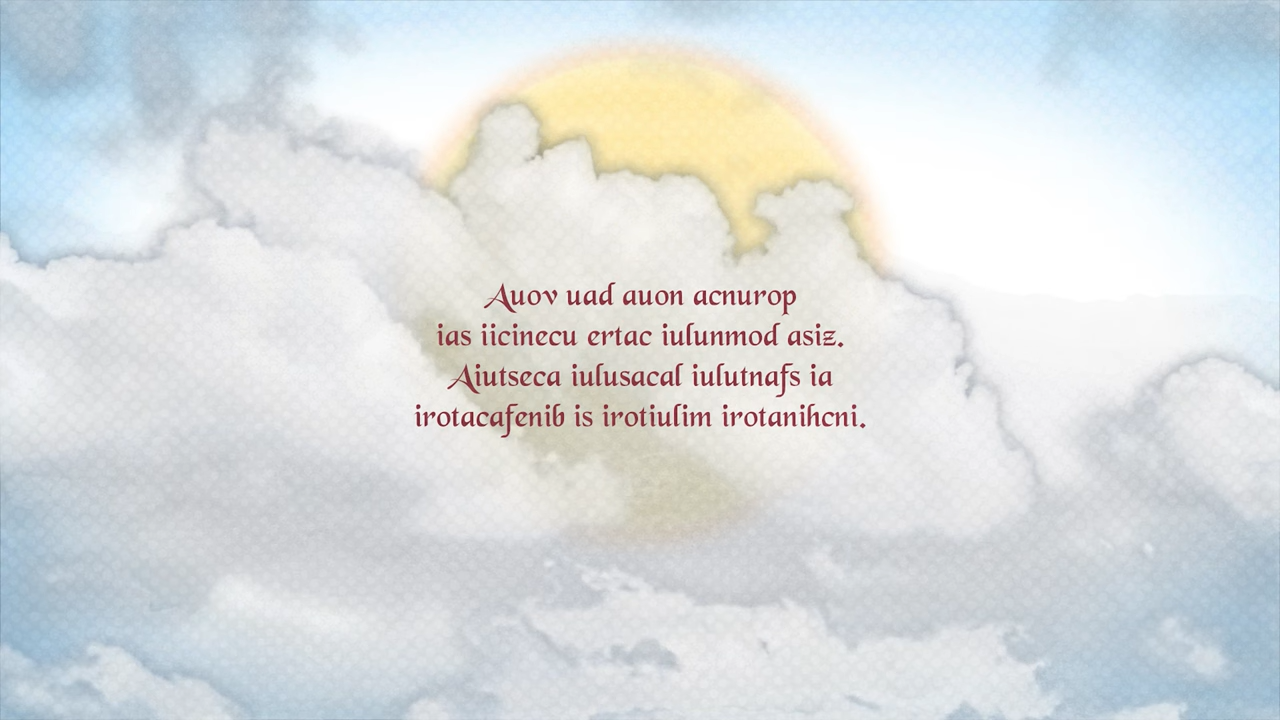 Auov uad auon acnurop
ias iicinecu ertac iulunmod asiz.
Aiutseca iulusacal iulutnafs ia
irotacafenib is irotiulim irotanihcni.